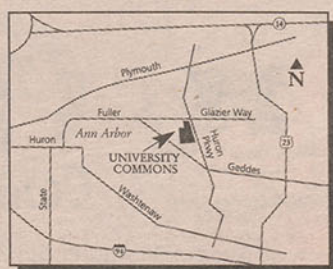 14
Plymouth
N
Fuller
Glazier Way
Huron
Ann Arbor
Huron
Pkwy
23
UNIVERSITY
COMMONS
Geddes
State
Washtenaw
94